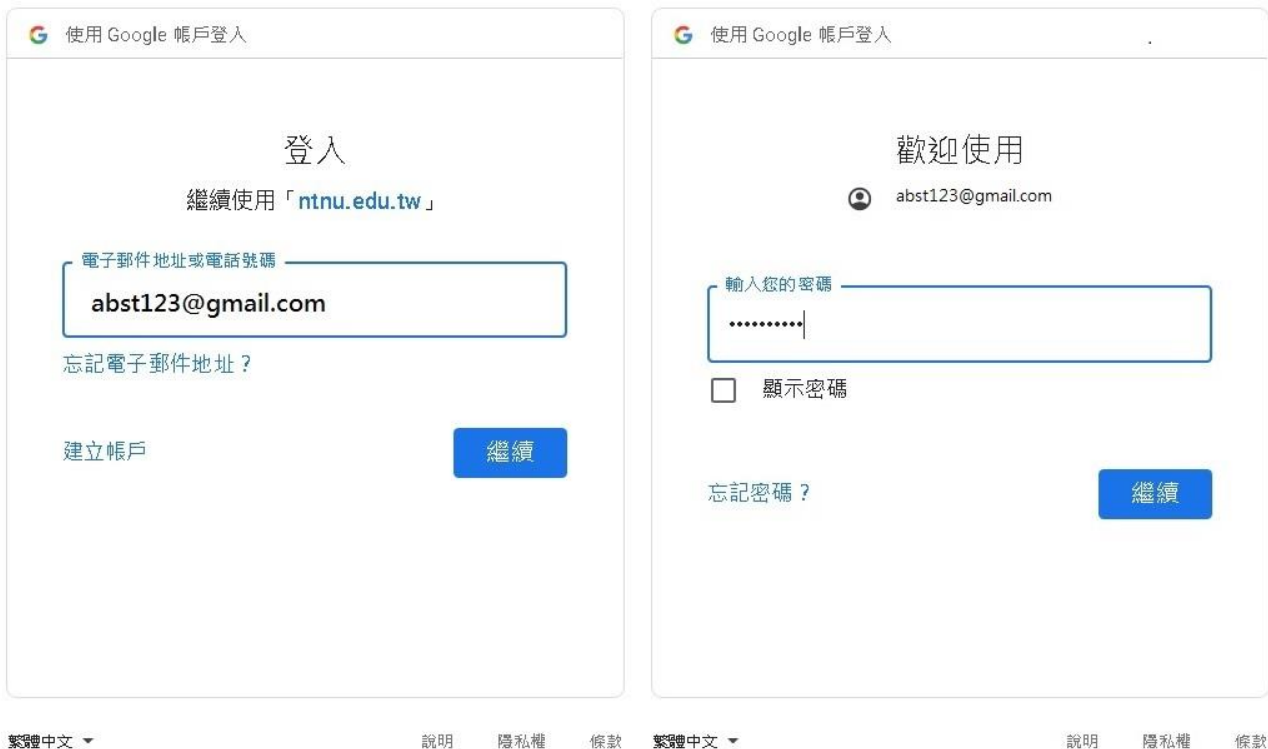 使用 Google 帳戶登入
登入
繼續使用「ntnu.edu.tw」
電子郵件地址或電話號碼
abst123@gmail.com
忘記電子郵件地址？
建立帳戶
繼續
繁體中文
說明
隱私權
條款
使用 Google 帳戶登入
歡迎使用
abst123@gmail.com
輸入您的密碼
••••••••••
顯示密碼
忘記密碼？
繼續
繁體中文
說明
隱私權
條款